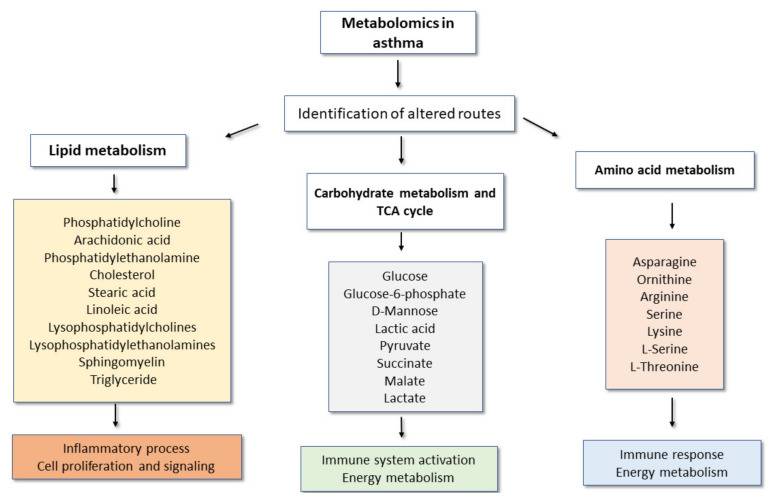 Metabolomics in
asthma
Identification of altered routes
Lipid metabolism
Phosphatidylcholine
Arachidonic acid
Phosphatidylethanolamine
Cholesterol
Stearic acid
Linoleic acid
Lysophosphatidylcholines
Lysophosphatidylethanolamines
Sphingomyelin
Triglyceride
Inflammatory process
Cell proliferation and signaling
Carbohydrate metabolism and
TCA cycle
Glucose
Glucose-6-phosphate
D-Mannose
Lactic acid
Pyruvate
Succinate
Malate
Lactate
Immune system activation
Energy metabolism
Amino acid metabolism
Asparagine
Ornithine
Arginine
Serine
Lysine
L-Serine
L-Threonine
Immune response
Energy metabolism